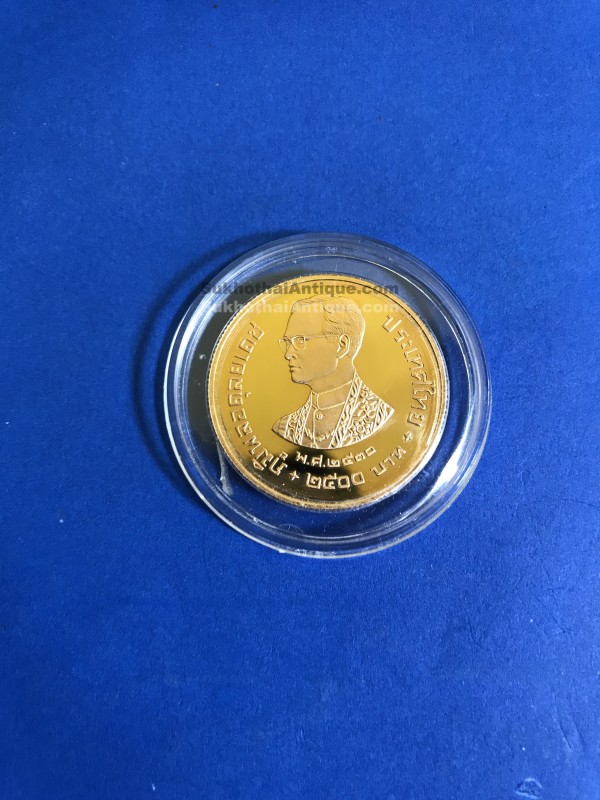 SukhothaiAntique.com
SukhothaiAntique.com
ภูมิพลอดุลยเดช
ประเทศไทย
พ.ศ.๒๕๓๐
๒๕๐๐ บาท